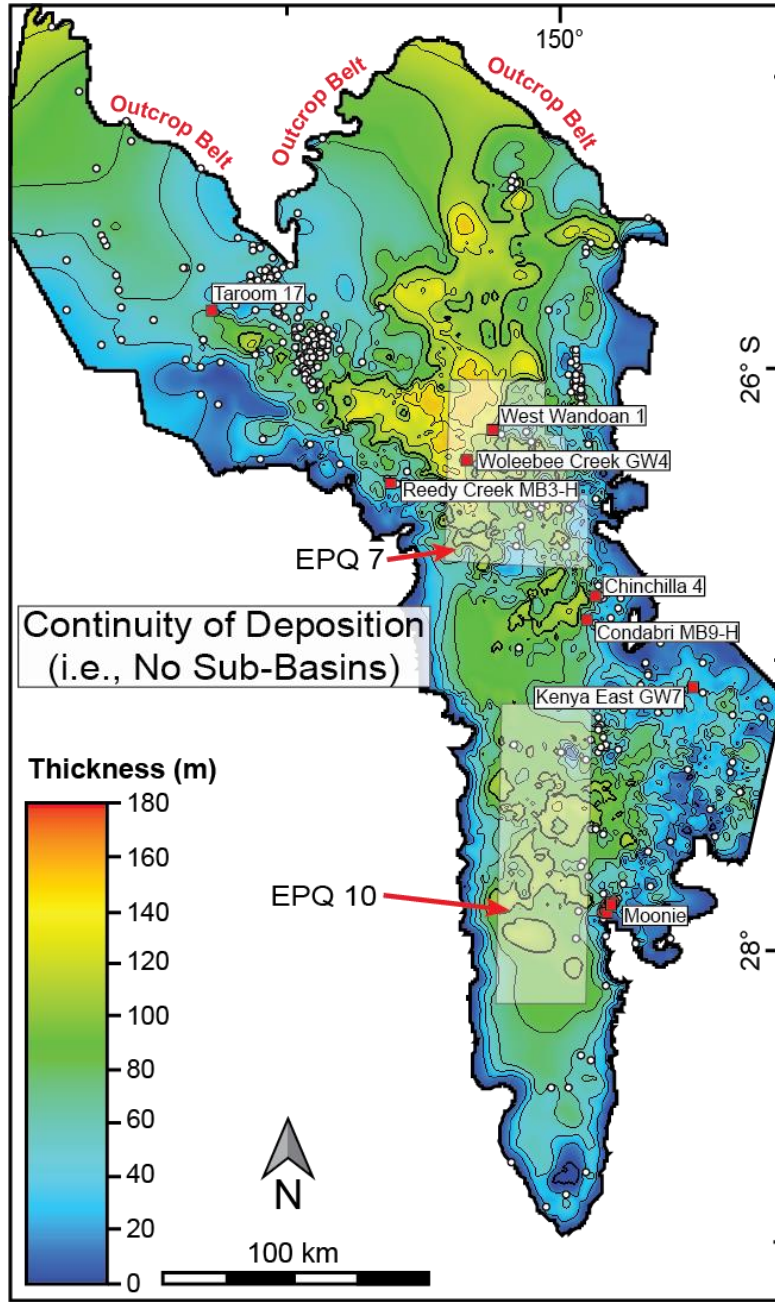 150°
Outcrop Belt
Outcrop Belt
Outcrop Belt
Taroom 17
26° S
West Wandoan 1
Woleebee Creek GW4
Reedy Creek MB3-H
EPQ 7
Chinchilla 4
Continuity of Deposition
(i.e., No Sub-Basins)
Condabri MB9-H
Kenya East GW7
Thickness (m)
180
160
140
120
100
80
60
40
20
0
EPQ 10
Moonie
28°
N
100 km